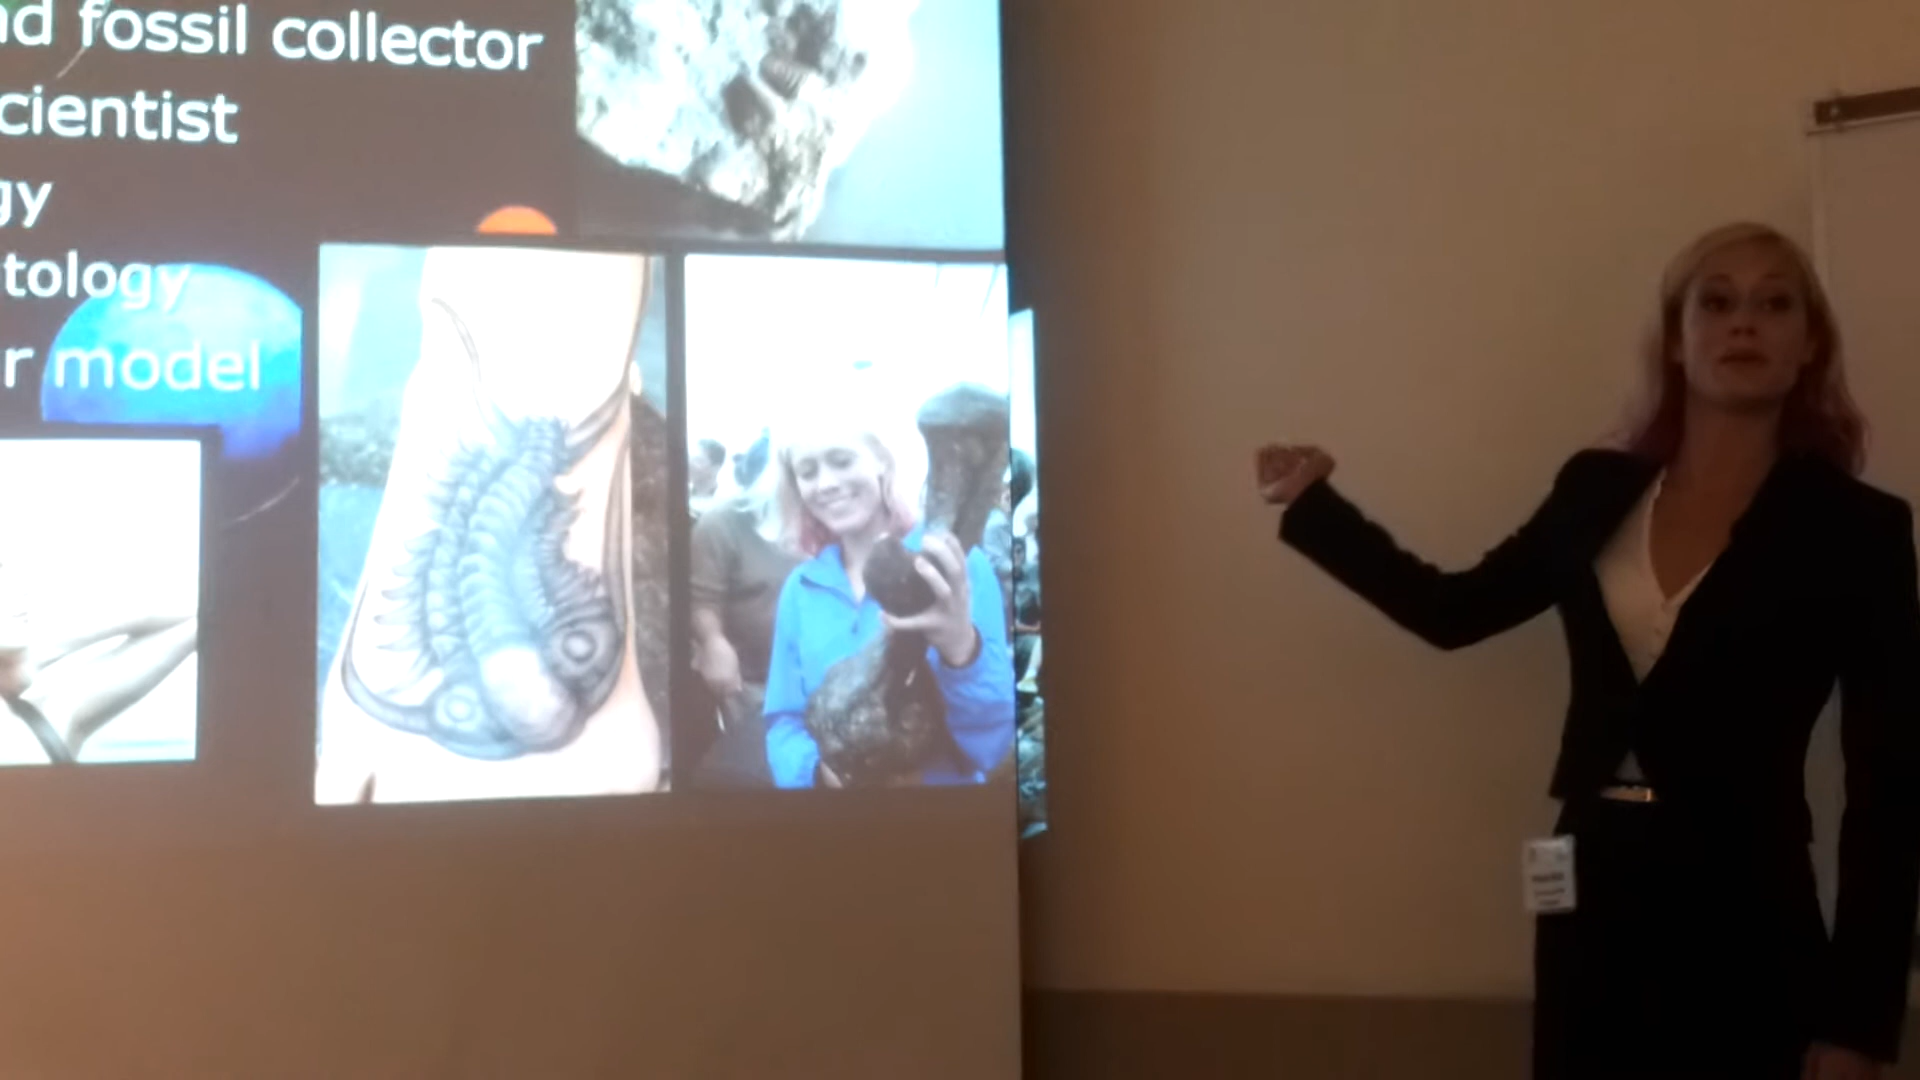 nd fossil collector
cientist
gy
tology
r model